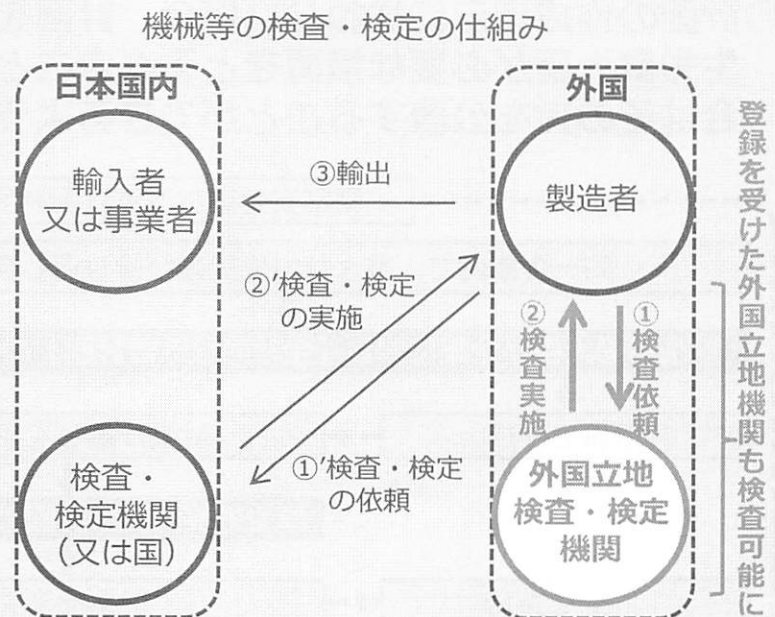 機械等の検査・検定の仕組み
日本国内
輸入者
又は事業者
検査・
検定機関
(又は国)
③輸出
②'検査・検定
の実施
①'検査・検定
の依頼
外国
製造者
②検査実施
①検査依頼
外国立地
検査・検定
機関
登録を受けた外国立地機関も検査可能に